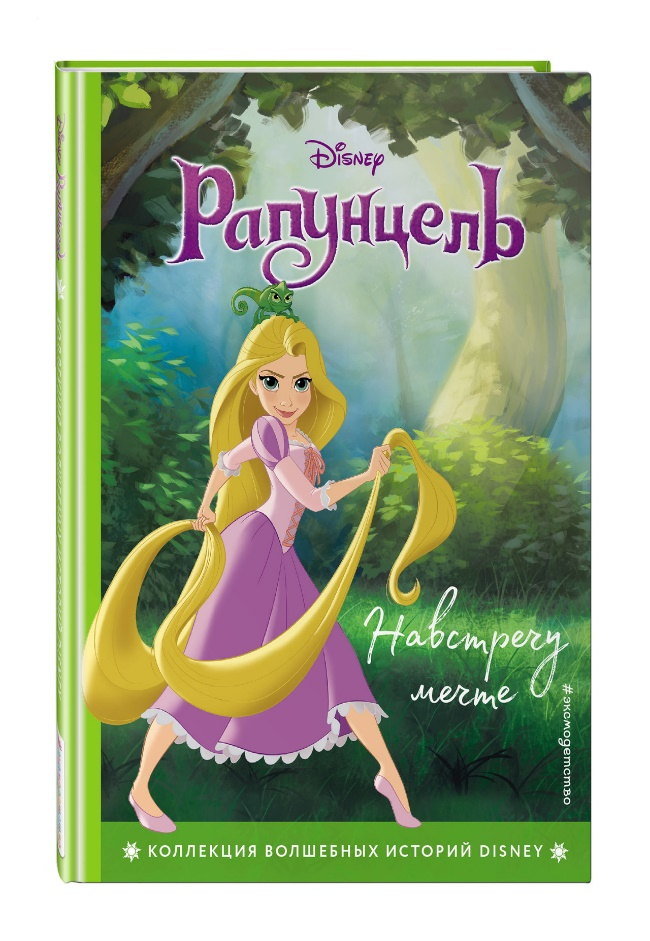 Disney
Рапунцель
Навстречу
мечте
#эксмодетство
КОЛЛЕКЦИЯ ВОЛШЕБНЫХ ИСТОРИЙ DISNEY